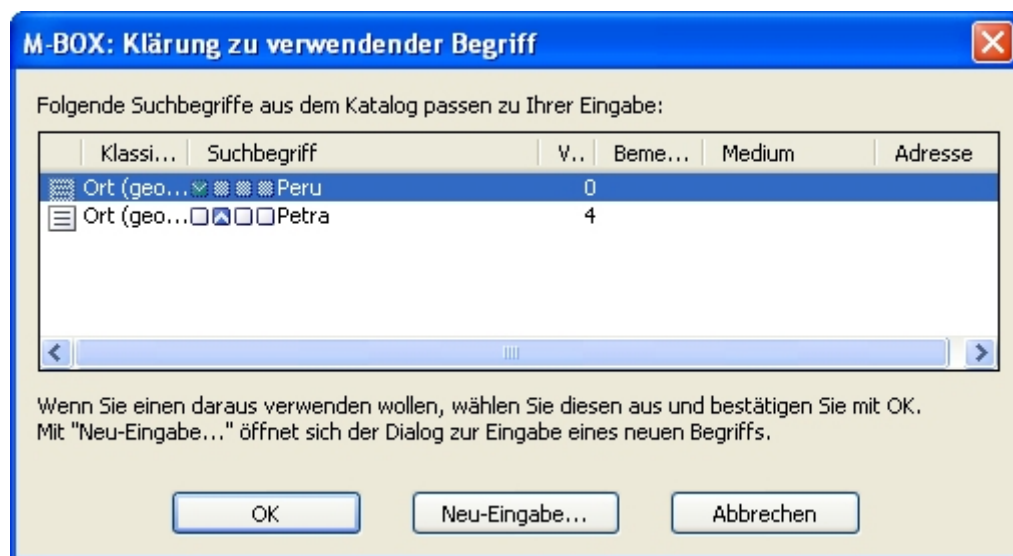 M-BOX: Klärung zu verwendender Begriff
Folgende Suchbegriffe aus dem Katalog passen zu Ihrer Eingabe:
Klassi... Suchbegriff V.. Beme... Medium Adresse
Ort (geo... Peru 0
Ort (geo... Petra 4
Wenn Sie einen daraus verwenden wollen, wählen Sie diesen aus und bestätigen Sie mit OK.
Mit "Neu-Eingabe..." öffnet sich der Dialog zur Eingabe eines neuen Begriffs.
OK Neu-Eingabe... Abbrechen